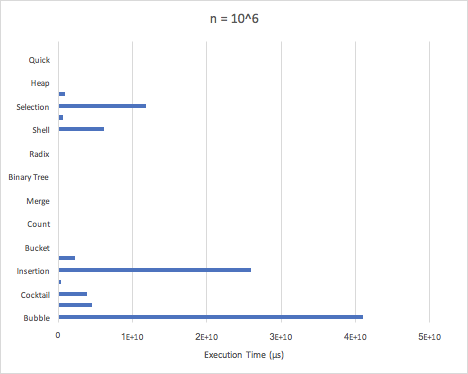 n = 10^6
Quick
Heap
Selection
Shell
Radix
Binary Tree
Merge
Count
Bucket
Insertion
Cocktail
Bubble
0 1E+10 2E+10 3E+10 4E+10 5E+10
Execution Time (µs)